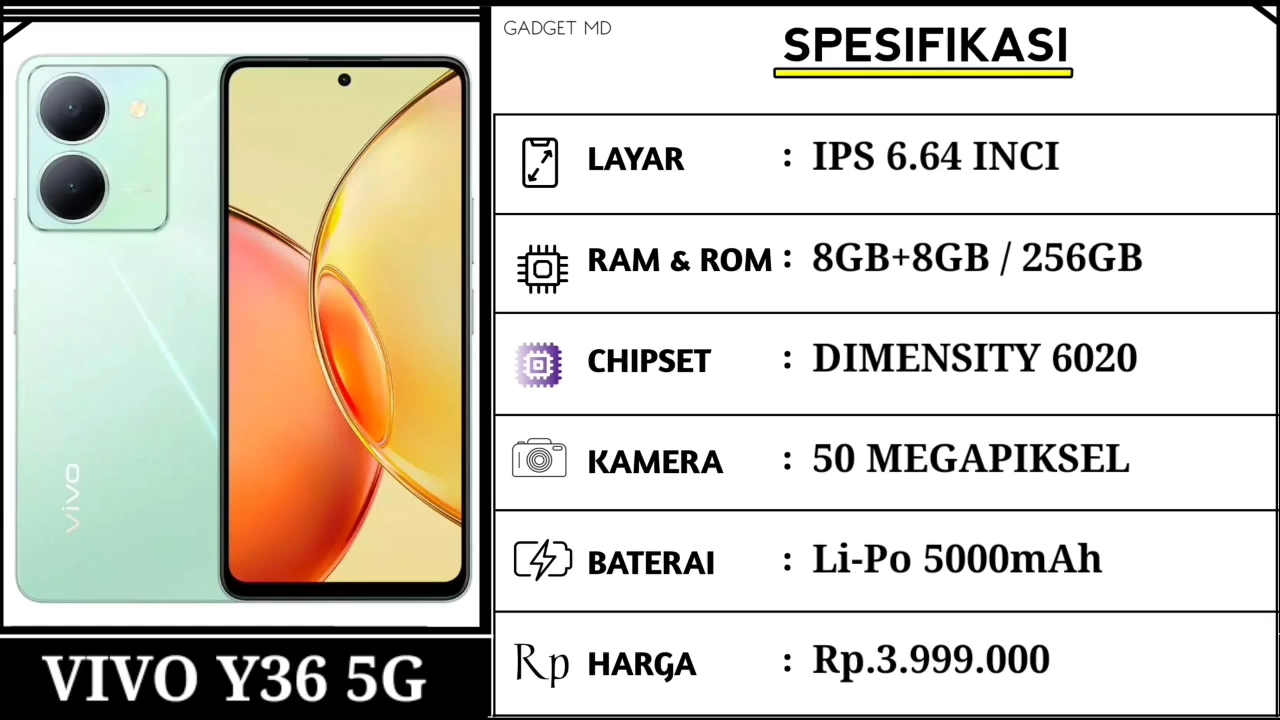 GADGET MD
SPESIFIKASI
LAYAR : IPS 6.64 INCI
RAM & ROM : 8GB+8GB / 256GB
CHIPSET : DIMENSITY 6020
KAMERA : 50 MEGAPIKSEL
BATERAI : Li-Po 5000mAh
Rp HARGA : Rp.3.999.000
vivo
VIVO Y36 5G